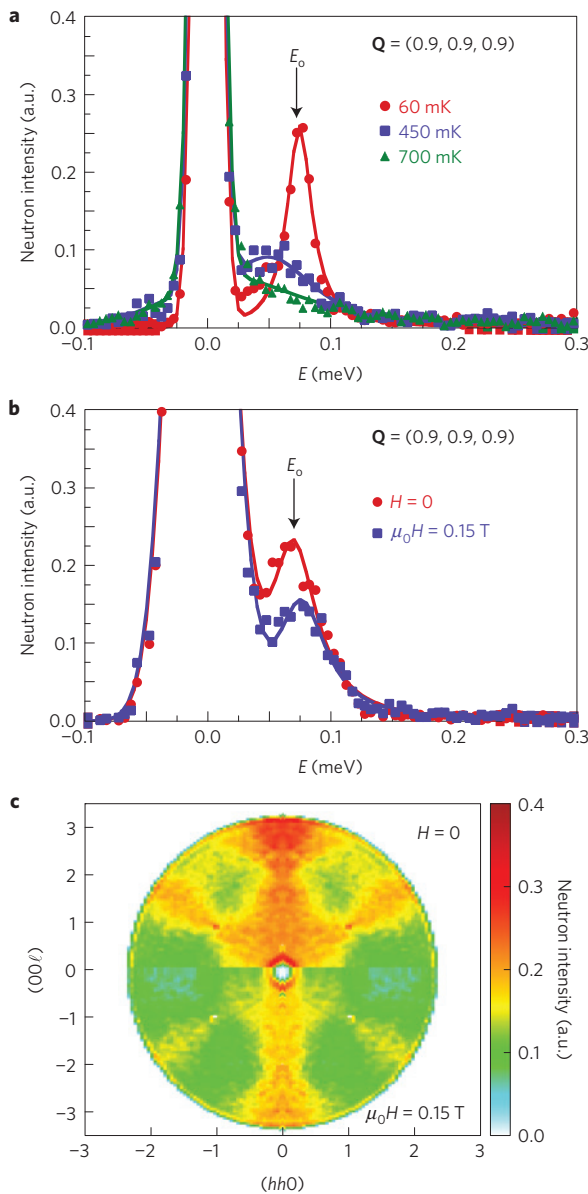 a
0.4
0.3
0.2
0.1
0.0
Neutron intensity (a.u.)
Q = (0.9, 0.9, 0.9)
Eo
60 mK
450 mK
700 mK
−0.1 0.0 0.1 0.2 0.3
E (meV)
b
0.4
0.3
0.2
0.1
0.0
Neutron intensity (a.u.)
Q = (0.9, 0.9, 0.9)
Eo
H = 0
μ0H = 0.15 T
−0.1 0.0 0.1 0.2 0.3
E (meV)
c
3
2
1
0
−1
−2
−3
(00ℓ)
H = 0
μ0H = 0.15 T
−3 −2 −1 0 1 2 3
(hh0)
0.4
0.3
0.2
0.1
0.0
Neutron intensity (a.u.)